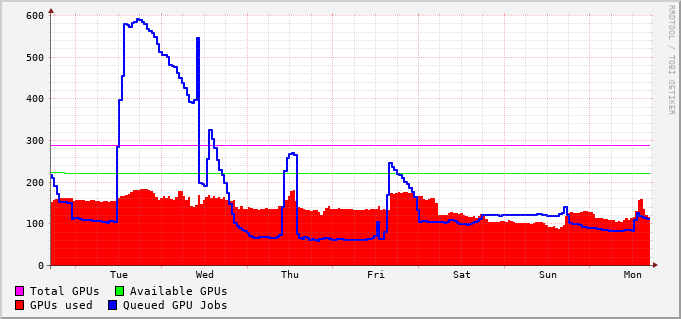 RRDTOOL / TOBI OETIKER
600
500
400
300
200
100
0
Tue Wed Thu Fri Sat Sun Mon
Total GPUs Available GPUs
GPUs used Queued GPU Jobs